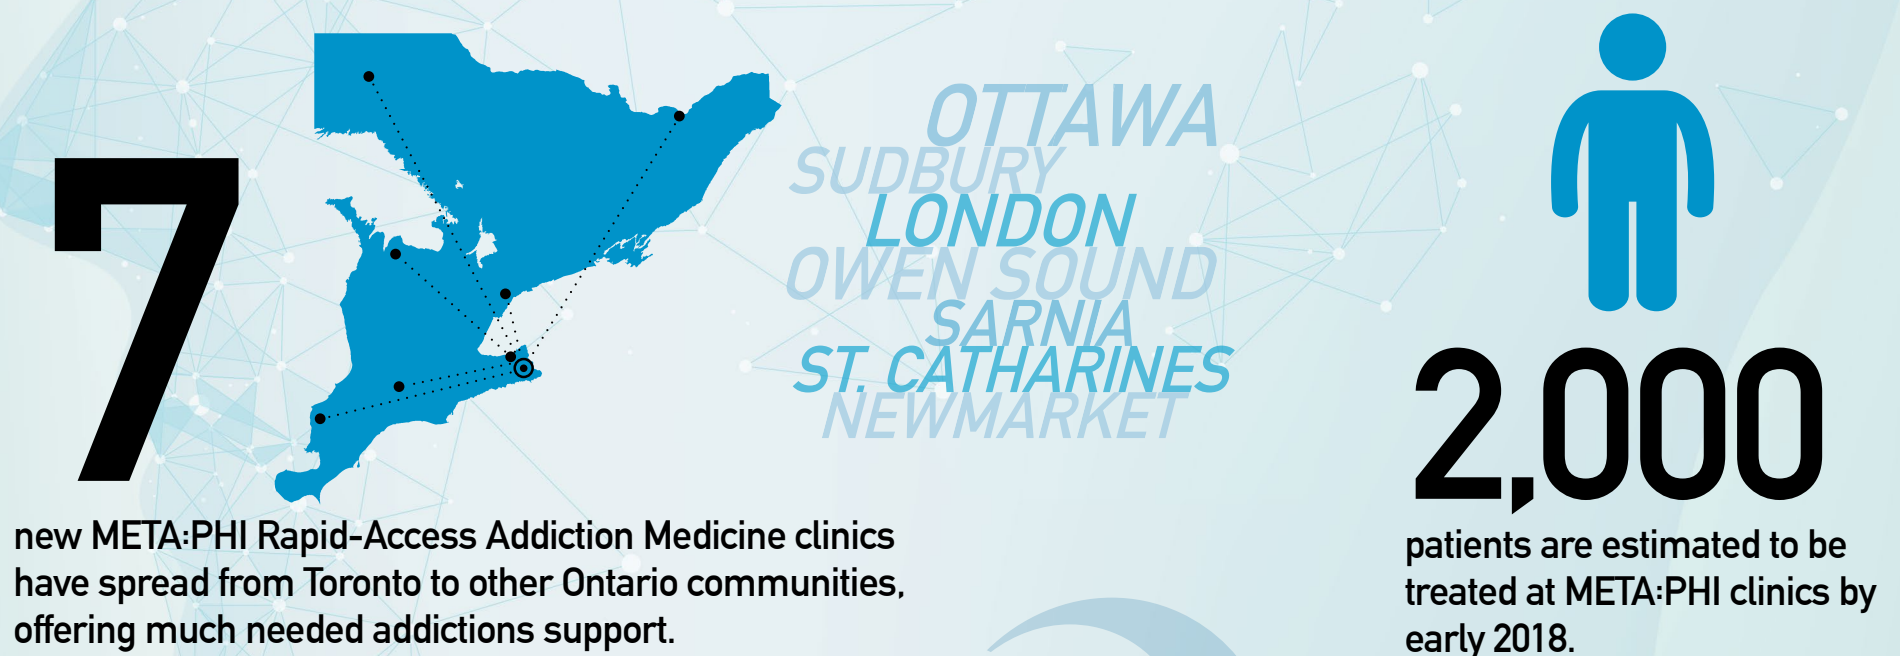 7
new META:PHI Rapid-Access Addiction Medicine clinics
have spread from Toronto to other Ontario communities,
offering much needed addictions support.
OTTAWA
SUDBURY
LONDON
OWEN SOUND
SARNIA
ST. CATHARINES
NEWMARKET
2,000
patients are estimated to be
treated at META:PHI clinics by
early 2018.